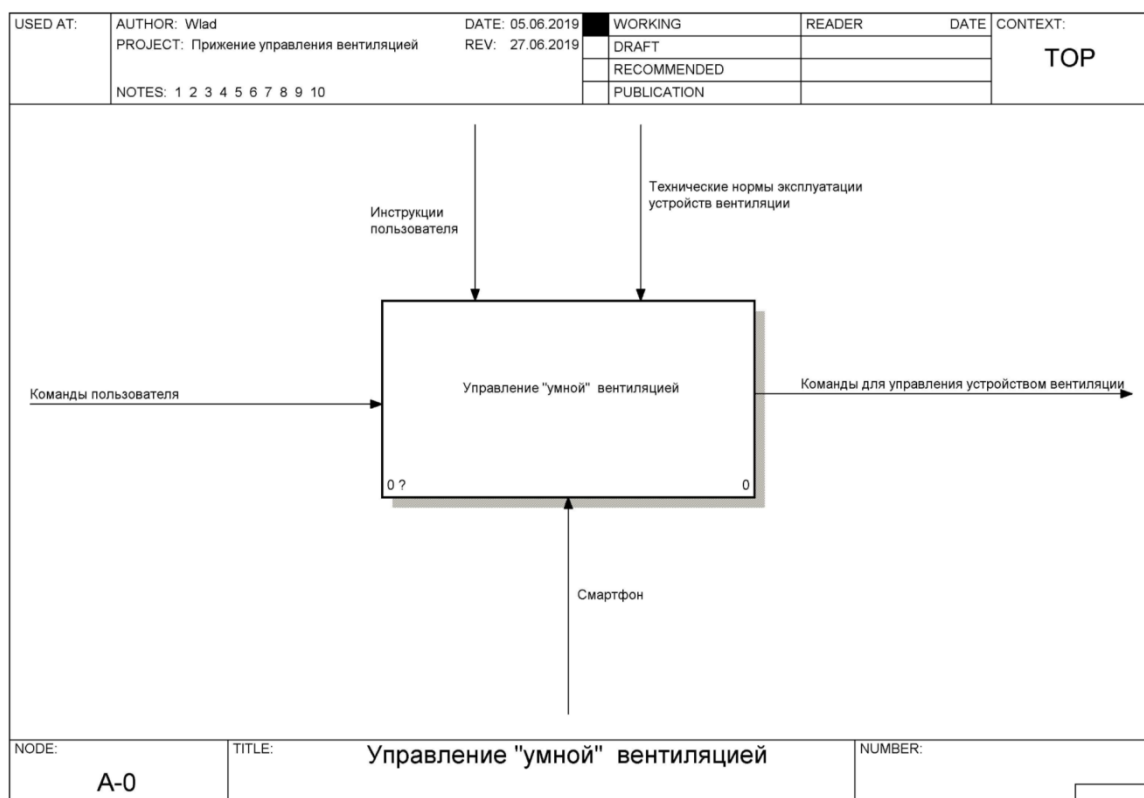 USED AT:
AUTHOR: Wlad
DATE: 05.06.2019
WORKING
READER
DATE
CONTEXT:
PROJECT: Прижение управления вентиляцией
REV: 27.06.2019
DRAFT
TOP
RECOMMENDED
NOTES: 1 2 3 4 5 6 7 8 9 10
PUBLICATION
Технические нормы эксплуатации
устройств вентиляции
Инструкции
пользователя
Команды пользователя
Управление "умной" вентиляцией
Команды для управления устройством вентиляции
0 ?
0
Смартфон
NODE:
A-0
TITLE:
Управление "умной" вентиляцией
NUMBER: